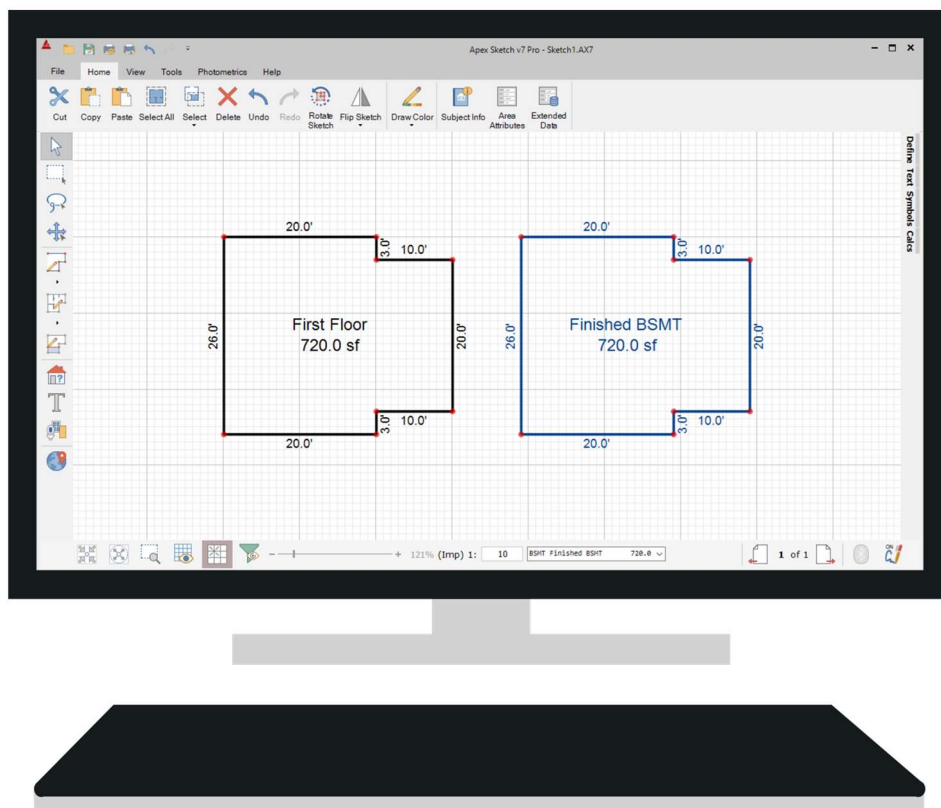 Apex Sketch v7 Pro - Sketch1.AX7
File Home View Tools Photometrics Help
Cut Copy Paste Select All Select Delete Undo Redo Rotate Sketch Flip Sketch Draw Color Subject Info Area Attributes Extended Data
Define Text Symbols Calcs
20.0'
3.0'
10.0'
26.0'
First Floor
720.0 sf
20.0'
3.0'
10.0'
20.0'
20.0'
3.0'
10.0'
26.0'
Finished BSMT
720.0 sf
20.0'
3.0'
10.0'
20.0'
121% (Imp) 1: 10 BSMT Finished BSMT 720.0 1 of 1 ON